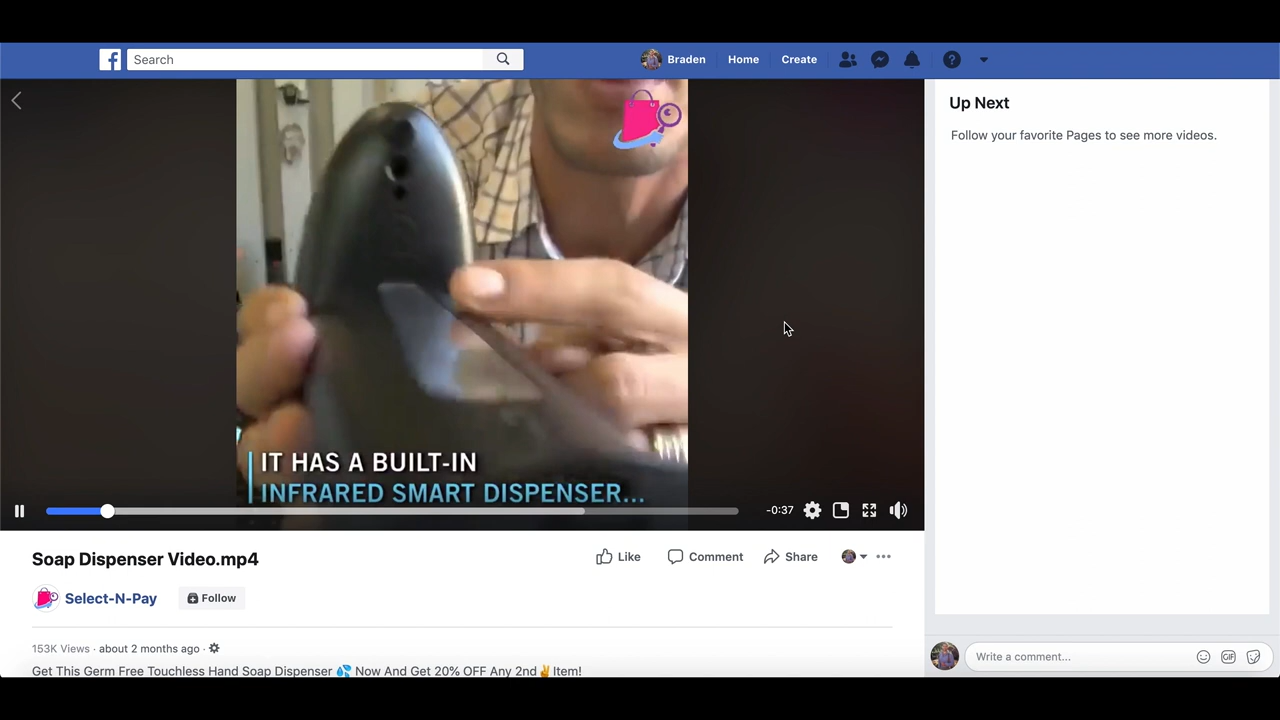 Search
Braden
Home
Create
Up Next
Follow your favorite Pages to see more videos.
IT HAS A BUILT-IN
INFRARED SMART DISPENSER...
-0:37
Soap Dispenser Video.mp4
Like
Comment
Share
Select-N-Pay
Follow
153K Views · about 2 months ago ·
Get This Germ Free Touchless Hand Soap Dispenser 💦 Now And Get 20% OFF Any 2nd✌Item!
Write a comment...
GIF